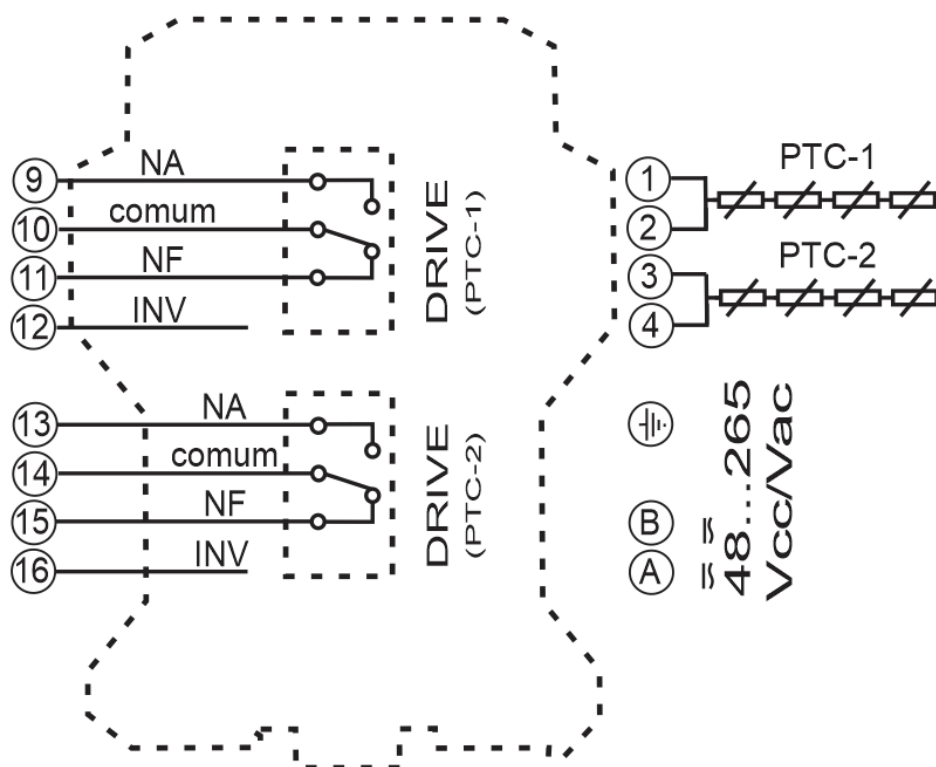 9 NA
10 comum
11 NF
12 INV
DRIVE
(PTC-1)
13 NA
14 comum
15 NF
16 INV
DRIVE
(PTC-2)
1
2
PTC-1
3
4
PTC-2
B
A
≂ ≂
48...265
Vcc/Vac